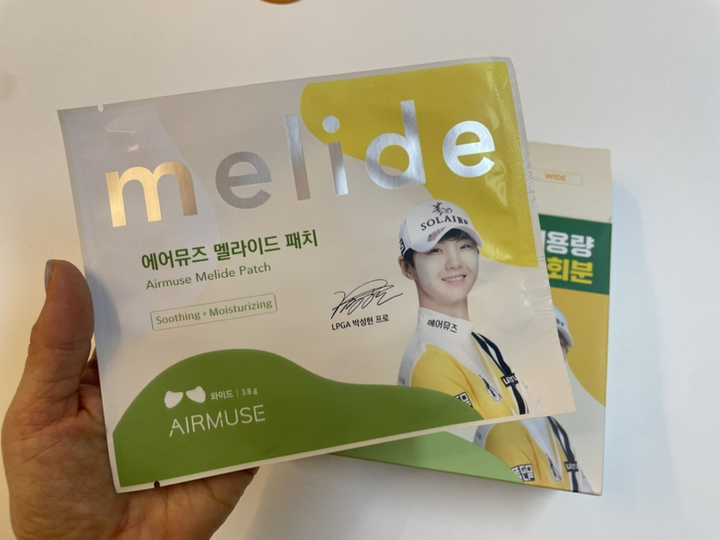 melide
에어뮤즈 멜라이드 패치
Airmuse Melide Patch
Soothing + Moisturizing
LPGA 박성현 프로
SOLAIRE
에어뮤즈
와이드 | 3.8 g
AIRMUSE
WIDE
용량
회분